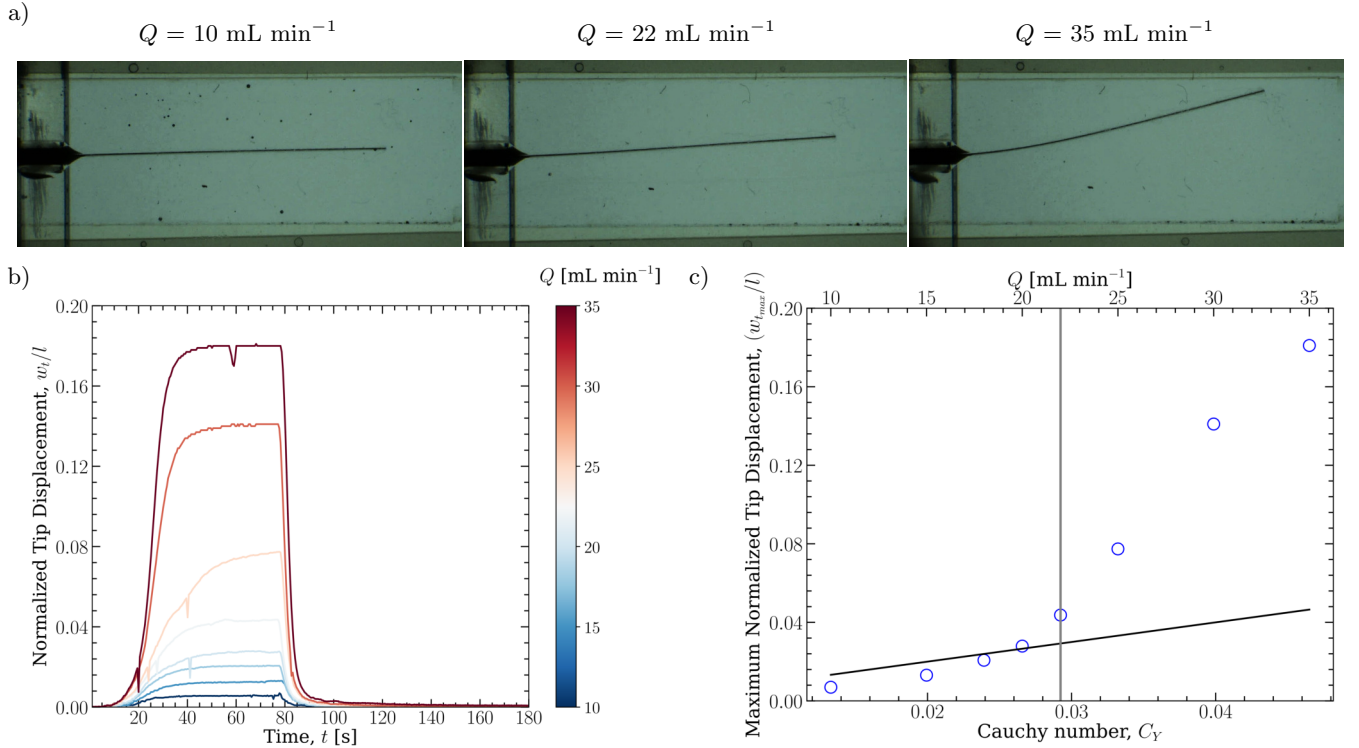 a)
Q = 10 mL min⁻¹
Q = 22 mL min⁻¹
Q = 35 mL min⁻¹
b)
Q [mL min⁻¹]
Normalized Tip Displacement, w_t/l
0.20
0.16
0.12
0.08
0.04
0.00
20 40 60 80 100 120 140 160 180
Time, t [s]
35
30
25
20
15
10
c)
Q [mL min⁻¹]
10 15 20 25 30 35
Maximum Normalized Tip Displacement, (w_{t_{max}}/l)
0.20
0.16
0.12
0.08
0.04
0.00
0.02 0.03 0.04
Cauchy number, C_Y